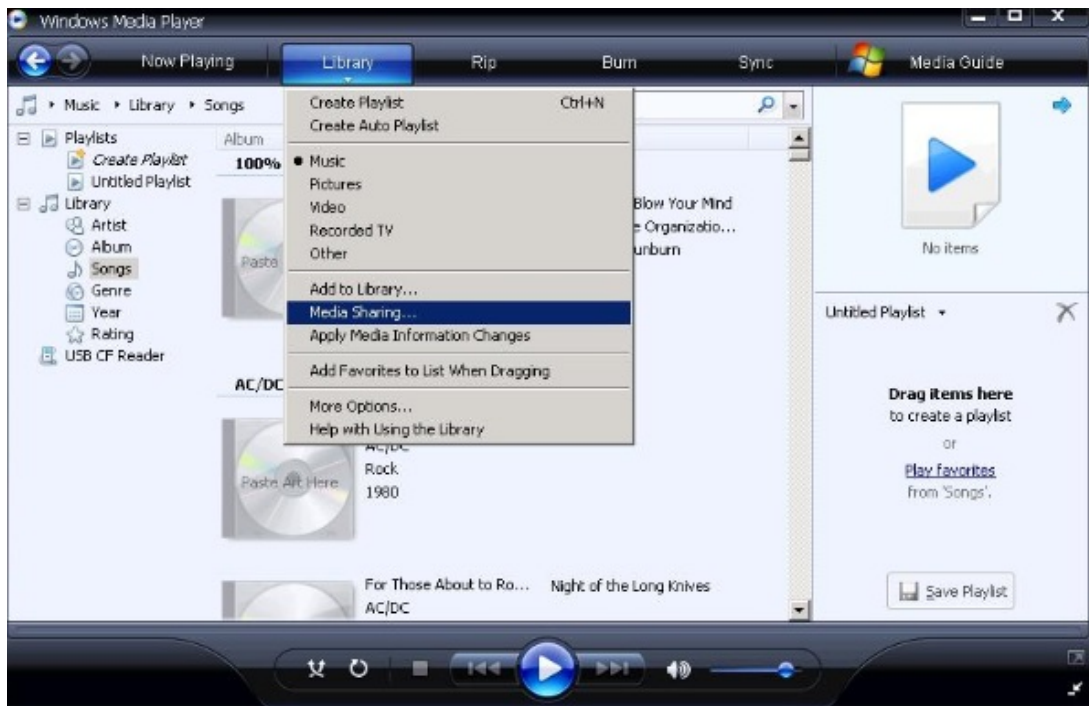 Windows Media Player
Now Playing
Library
Rip
Burn
Sync
Media Guide
Music Library Songs
Playlists
Create Playlist
Untitled Playlist
Library
Artist
Album
Songs
Genre
Year
Rating
USB CF Reader
Album
100%
Paste
Create Playlist Ctrl+N
Create Auto Playlist
Music
Pictures
Video
Recorded TV
Other
Add to Library...
Media Sharing...
Apply Media Information Changes
Add Favorites to List When Dragging
More Options...
Help with Using the Library
Blow Your Mind
Organizatio...
AC/DC
Paste Art Here
AC/DC
Rock
1980
For Those About to Ro... Night of the Long Knives
AC/DC
No items
Untitled Playlist
Drag items here
to create a playlist
or
Play favorites
from 'Songs'.
Save Playlist